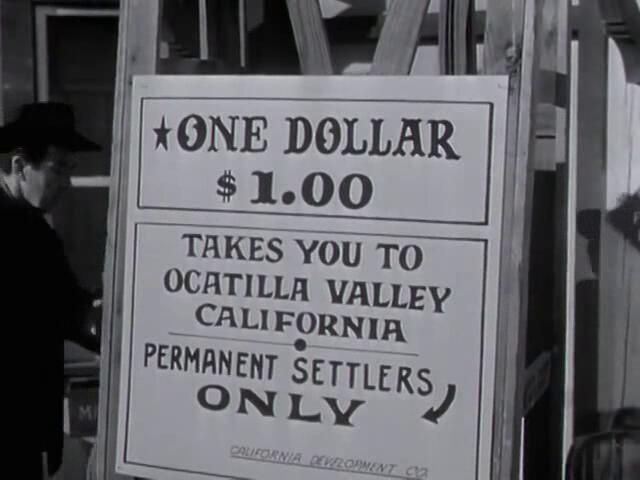 ★ONE DOLLAR
$1.00
TAKES YOU TO
OCATILLA VALLEY
CALIFORNIA
PERMANENT SETTLERS
ONLY
CALIFORNIA DEVELOPMENT CO.